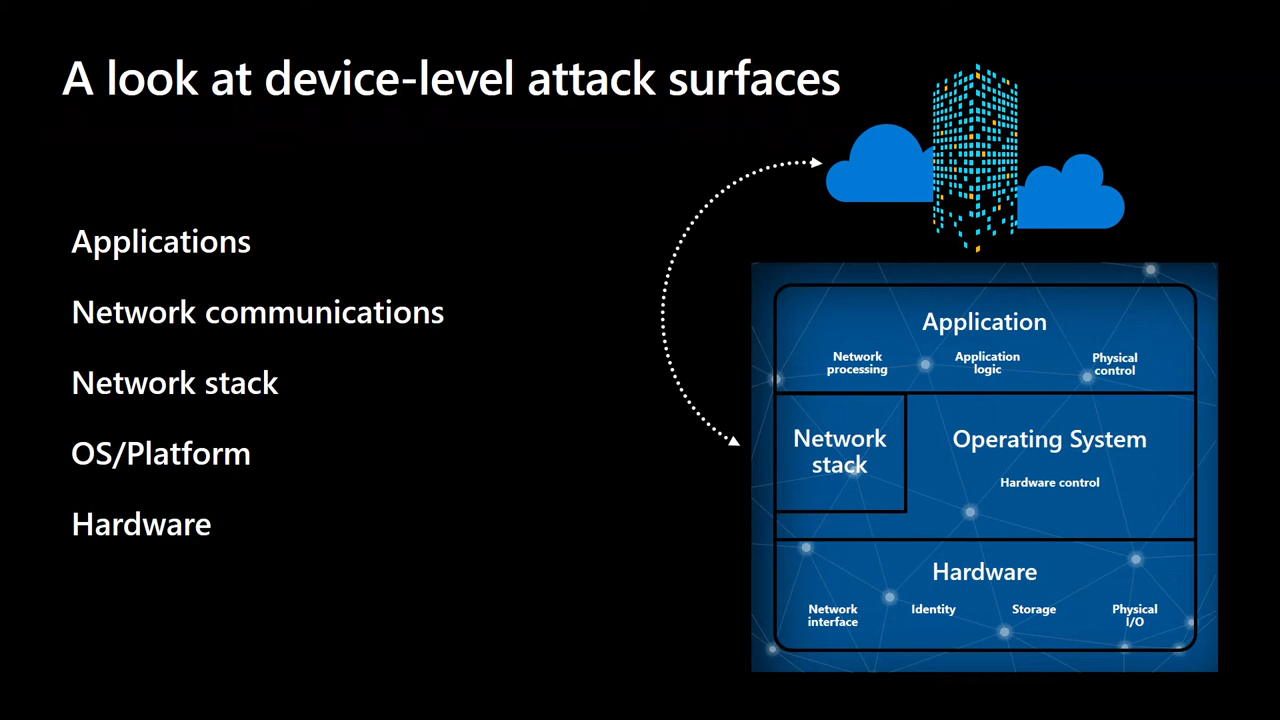 A look at device-level attack surfaces
Applications
Network communications
Network stack
OS/Platform
Hardware
Application
Network
processing
Application
logic
Physical
control
Network
stack
Operating System
Hardware control
Hardware
Network
interface
Identity
Storage
Physical
I/O